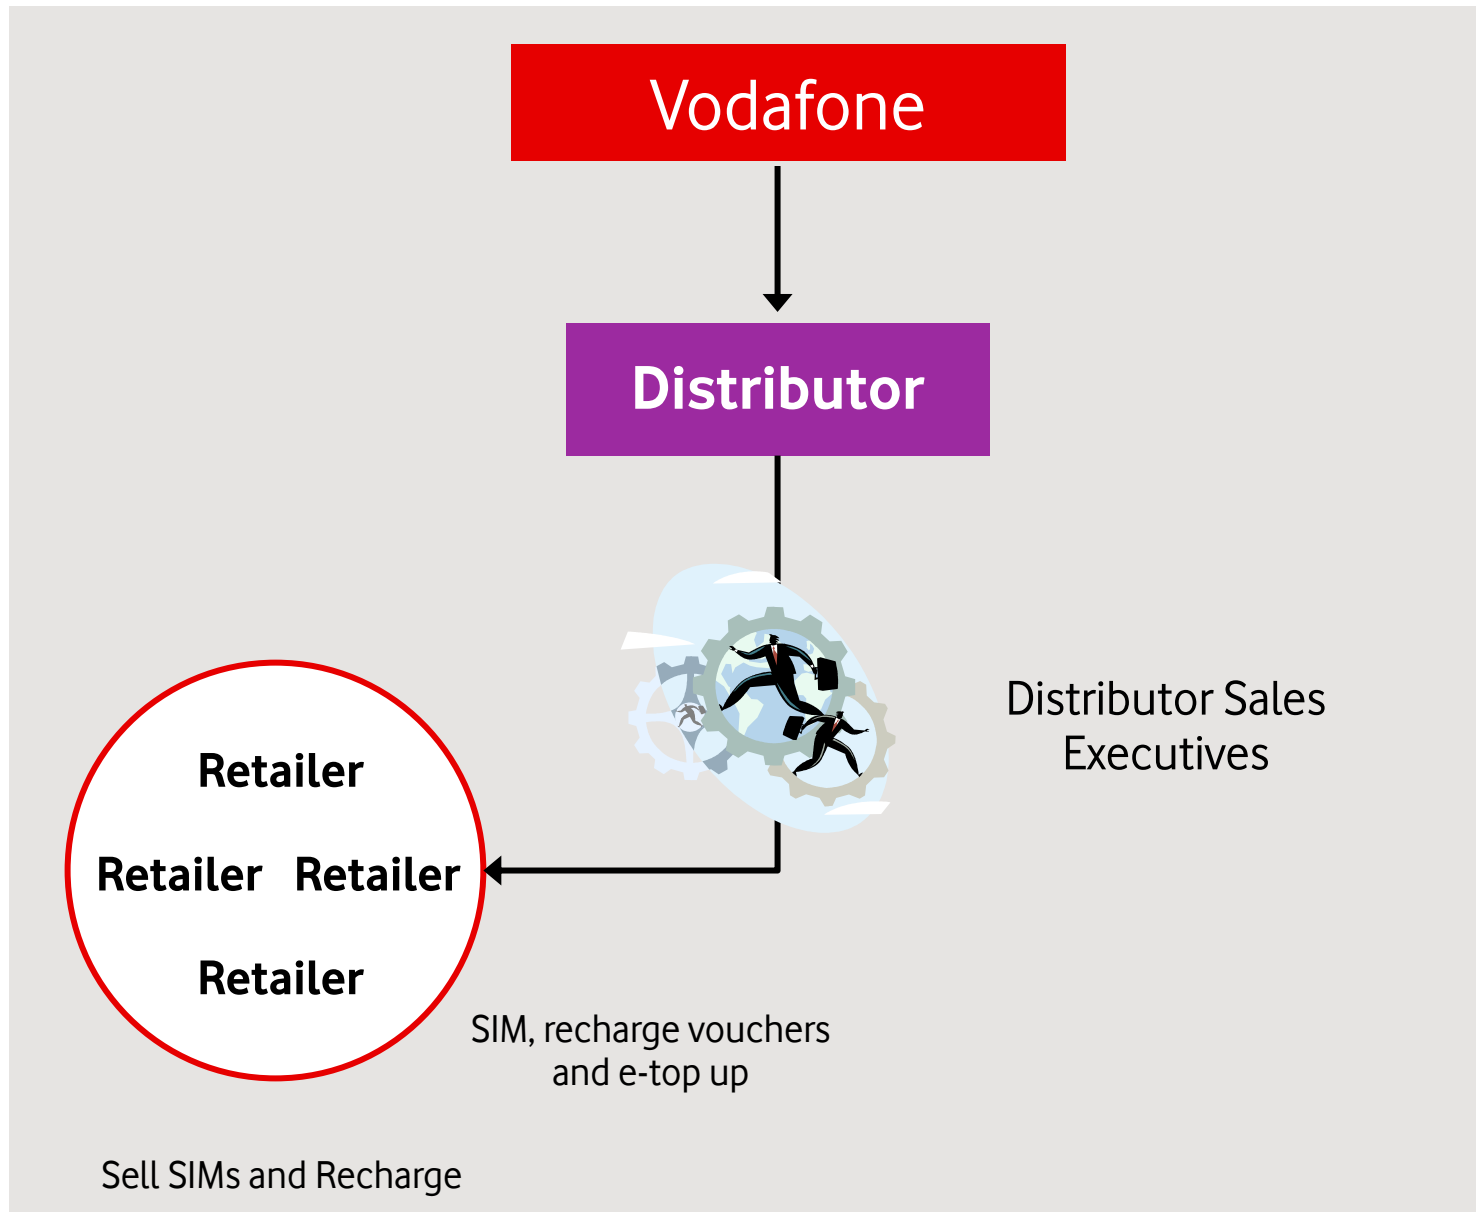 Vodafone
Distributor
Distributor Sales
Executives
Retailer
Retailer Retailer
Retailer
SIM, recharge vouchers
and e-top up
Sell SIMs and Recharge